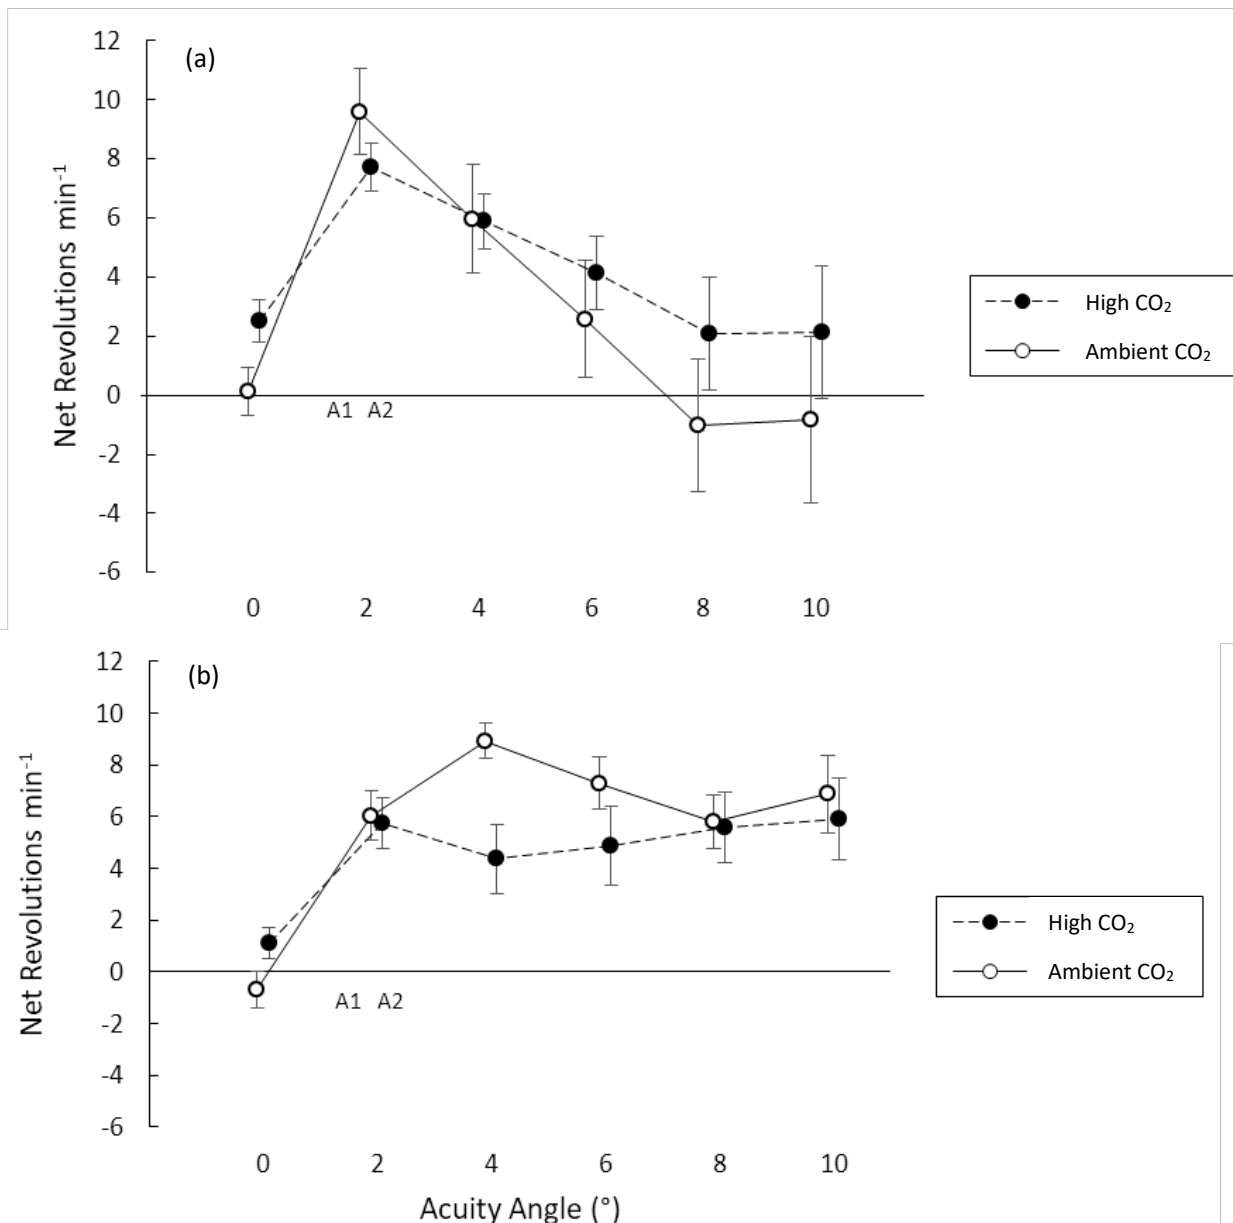 (a)
Net Revolutions min⁻¹
12
10
8
6
4
2
0
-2
-4
-6
A1 A2
0 2 4 6 8 10
High CO₂
Ambient CO₂
(b)
Net Revolutions min⁻¹
12
10
8
6
4
2
0
-2
-4
-6
A1 A2
0 2 4 6 8 10
Acuity Angle (°)
High CO₂
Ambient CO₂